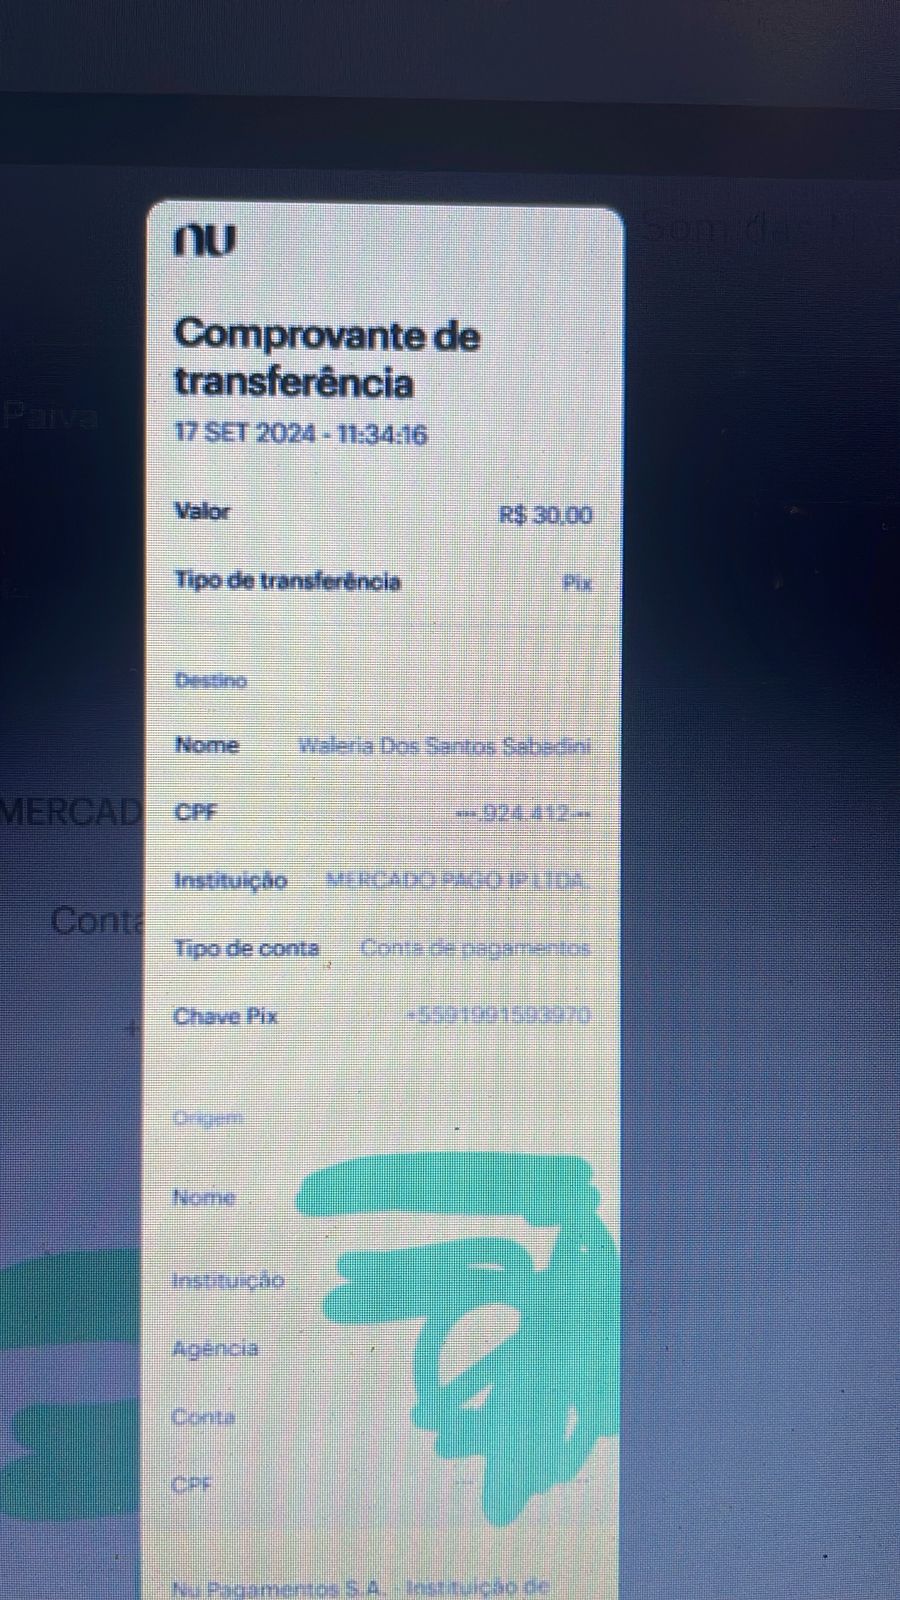 nu
Comprovante de
transferência
17 SET 2024 - 11:34:16
Valor R$ 30,00
Tipo de transferência Pix
Destino
Nome Waleria Dos Santos Sabadini
CPF ---.924.412---
Instituição MERCADO PAGO IP LTDA.
Tipo de conta Conta de pagamentos
Chave Pix +5591991593970
Origem
Nome
Instituição
Agência
Conta
CPF
Nu Pagamentos S.A. - Instituição de
Paiva
MERCAD
Conta
+